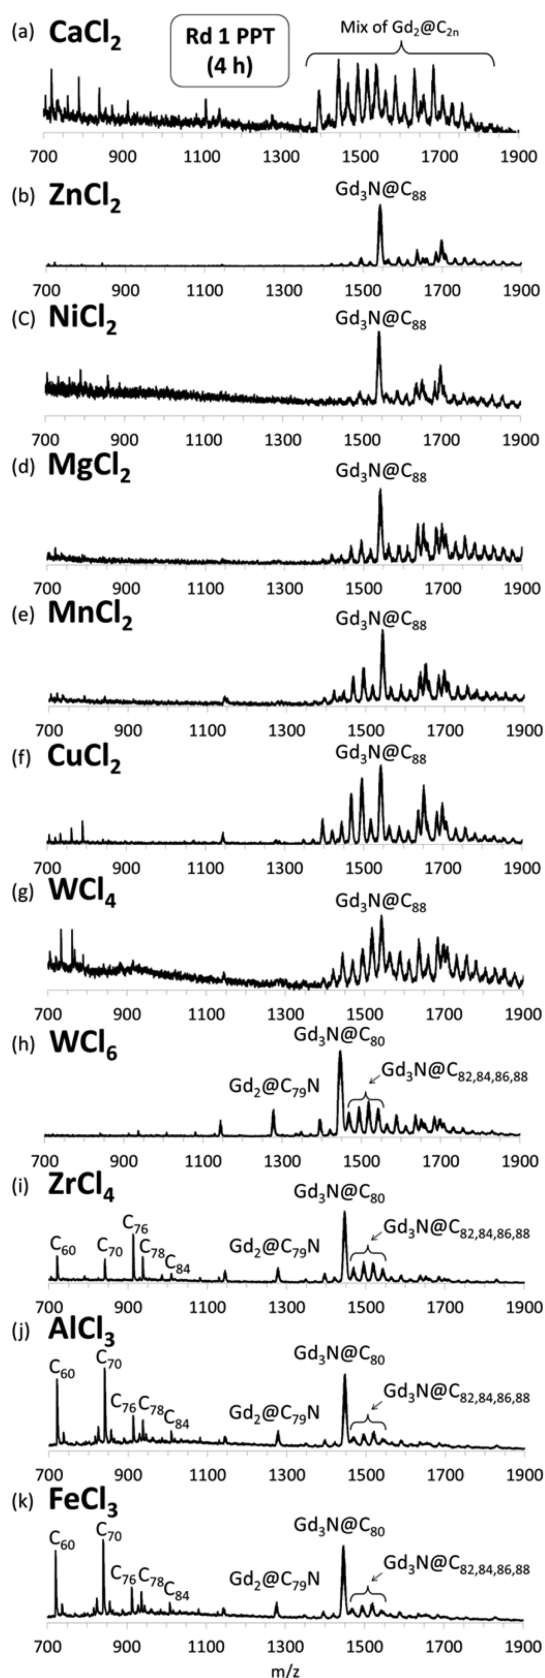 (a) CaCl₂
Rd 1 PPT
(4 h)
Mix of Gd₂@C₂ₙ
700 900 1100 1300 1500 1700 1900
(b) ZnCl₂
Gd₃N@C₈₈
700 900 1100 1300 1500 1700 1900
(C) NiCl₂
Gd₃N@C₈₈
700 900 1100 1300 1500 1700 1900
(d) MgCl₂
Gd₃N@C₈₈
700 900 1100 1300 1500 1700 1900
(e) MnCl₂
Gd₃N@C₈₈
700 900 1100 1300 1500 1700 1900
(f) CuCl₂
Gd₃N@C₈₈
700 900 1100 1300 1500 1700 1900
(g) WCl₄
Gd₃N@C₈₈
700 900 1100 1300 1500 1700 1900
(h) WCl₆
Gd₃N@C₈₀
Gd₂@C₇₉N
Gd₃N@C₈₂,₈₄,₈₆,₈₈
700 900 1100 1300 1500 1700 1900
(i) ZrCl₄
Gd₃N@C₈₀
C₆₀ C₇₀ C₇₆ C₇₈ C₈₄
Gd₂@C₇₉N
Gd₃N@C₈₂,₈₄,₈₆,₈₈
700 900 1100 1300 1500 1700 1900
(j) AlCl₃
Gd₃N@C₈₀
C₆₀ C₇₀ C₇₆ C₇₈ C₈₄
Gd₂@C₇₉N
Gd₃N@C₈₂,₈₄,₈₆,₈₈
700 900 1100 1300 1500 1700 1900
(k) FeCl₃
Gd₃N@C₈₀
C₆₀ C₇₀ C₇₆ C₇₈ C₈₄
Gd₂@C₇₉N
Gd₃N@C₈₂,₈₄,₈₆,₈₈
700 900 1100 1300 1500 1700 1900
m/z